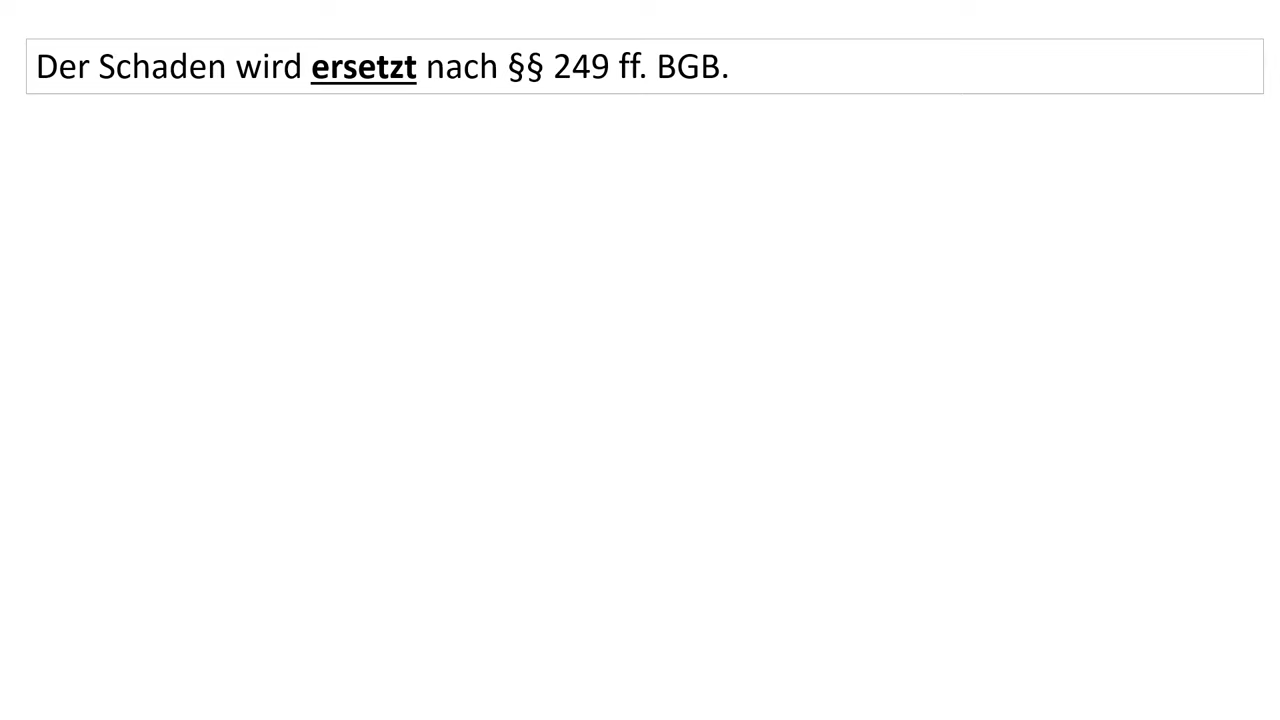 Der Schaden wird ersetzt nach §§ 249 ff. BGB.